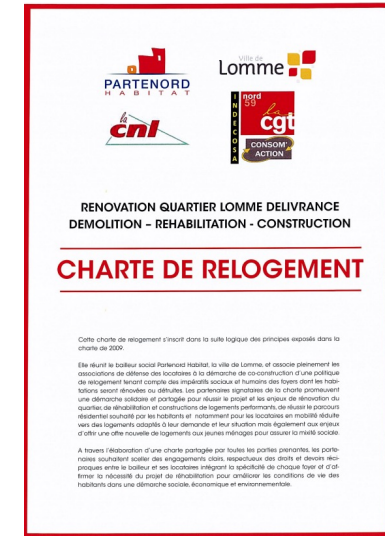 PARTENORD
HABITAT
Ville de
Lomme
la
cnl
INDECOSA
nord
59
la
cgt
CONSOM'
ACTION
RENOVATION QUARTIER LOMME DELIVRANCE
DEMOLITION – REHABILITATION - CONSTRUCTION
CHARTE DE RELOGEMENT
Cette charte de relogement s'inscrit dans la suite logique des principes exposés dans la
charte de 2009.
Elle réunit le bailleur social Partenord Habitat, la ville de Lomme, et associe pleinement les
associations de défense des locataires à la démarche de co-construction d'une politique
de relogement tenant compte des impératifs sociaux et humains des foyers dont les habi-
tations seront rénovées ou détruites. Les partenaires signataires de la charte promeuvent
une démarche solidaire et partagée pour réussir le projet et les enjeux de rénovation du
quartier, de réhabilitation et constructions de logements performants, de réussir le parcours
résidentiel souhaité par les habitants et notamment pour les locataires en mobilité réduite
vers des logements adaptés à leur demande et leur situation mais également aux enjeux
d'offrir une offre nouvelle de logements aux jeunes ménages pour assurer la mixité sociale.
A travers l'élaboration d'une charte partagée par toutes les parties prenantes, les parte-
naires souhaitent sceller des engagements clairs, respectueux des droits et devoirs réci-
proques entre le bailleur et ses locataires intégrant la spécificité de chaque foyer et d'af-
firmer la nécessité du projet de réhabilitation pour améliorer les conditions de vie des
habitants dans une démarche sociale, économique et environnementale.